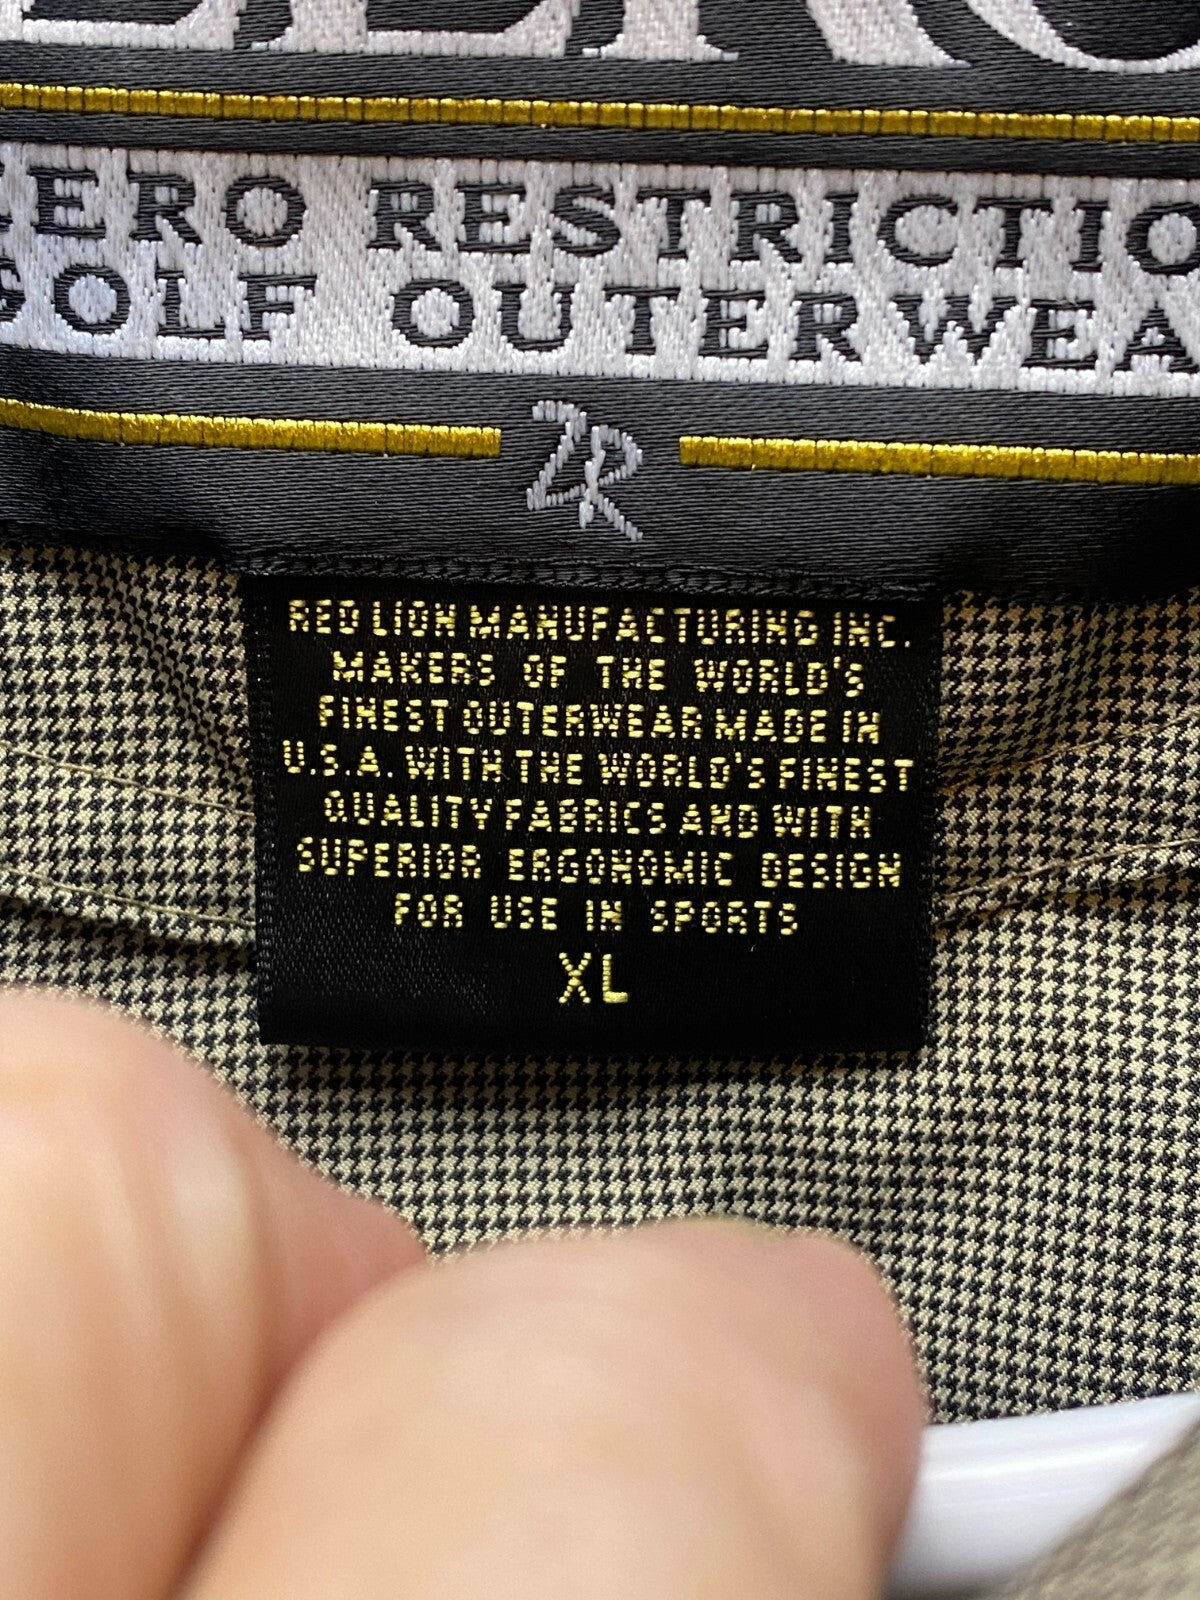 ZERO RESTRICTIO
GOLF OUTERWEA
ZR
RED LION MANUFACTURING INC.
MAKERS OF THE WORLD'S
FINEST OUTERWEAR MADE IN
U.S.A. WITH THE WORLD'S FINEST
QUALITY FABRICS AND WITH
SUPERIOR ERGONOMIC DESIGN
FOR USE IN SPORTS
XL